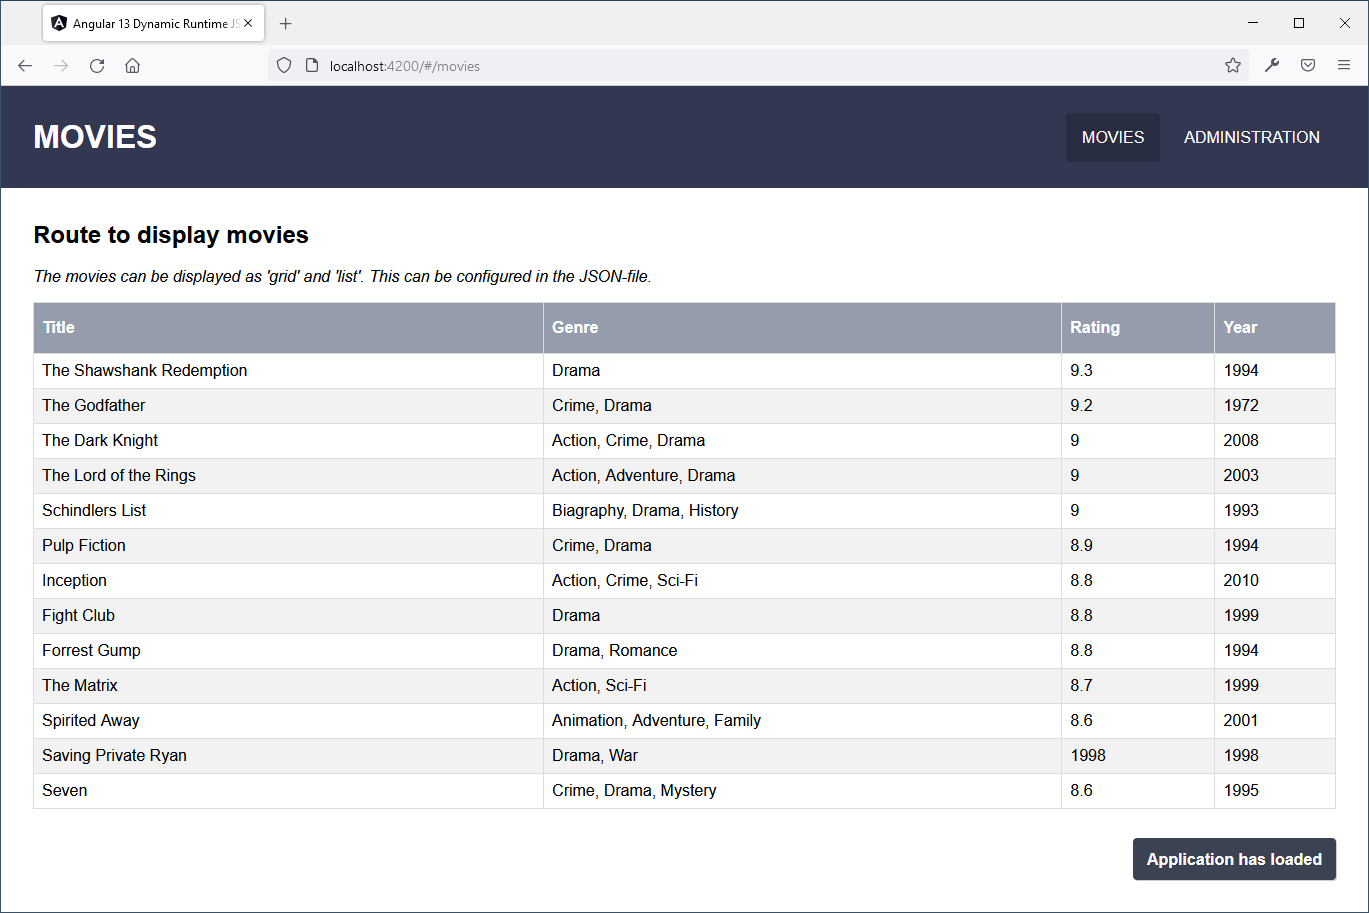 Angular 13 Dynamic Runtime JS
localhost:4200/#/movies
MOVIES MOVIES ADMINISTRATION
Route to display movies
The movies can be displayed as 'grid' and 'list'. This can be configured in the JSON-file.
Title Genre Rating Year
The Shawshank Redemption Drama 9.3 1994
The Godfather Crime, Drama 9.2 1972
The Dark Knight Action, Crime, Drama 9 2008
The Lord of the Rings Action, Adventure, Drama 9 2003
Schindlers List Biagraphy, Drama, History 9 1993
Pulp Fiction Crime, Drama 8.9 1994
Inception Action, Crime, Sci-Fi 8.8 2010
Fight Club Drama 8.8 1999
Forrest Gump Drama, Romance 8.8 1994
The Matrix Action, Sci-Fi 8.7 1999
Spirited Away Animation, Adventure, Family 8.6 2001
Saving Private Ryan Drama, War 1998 1998
Seven Crime, Drama, Mystery 8.6 1995
Application has loaded